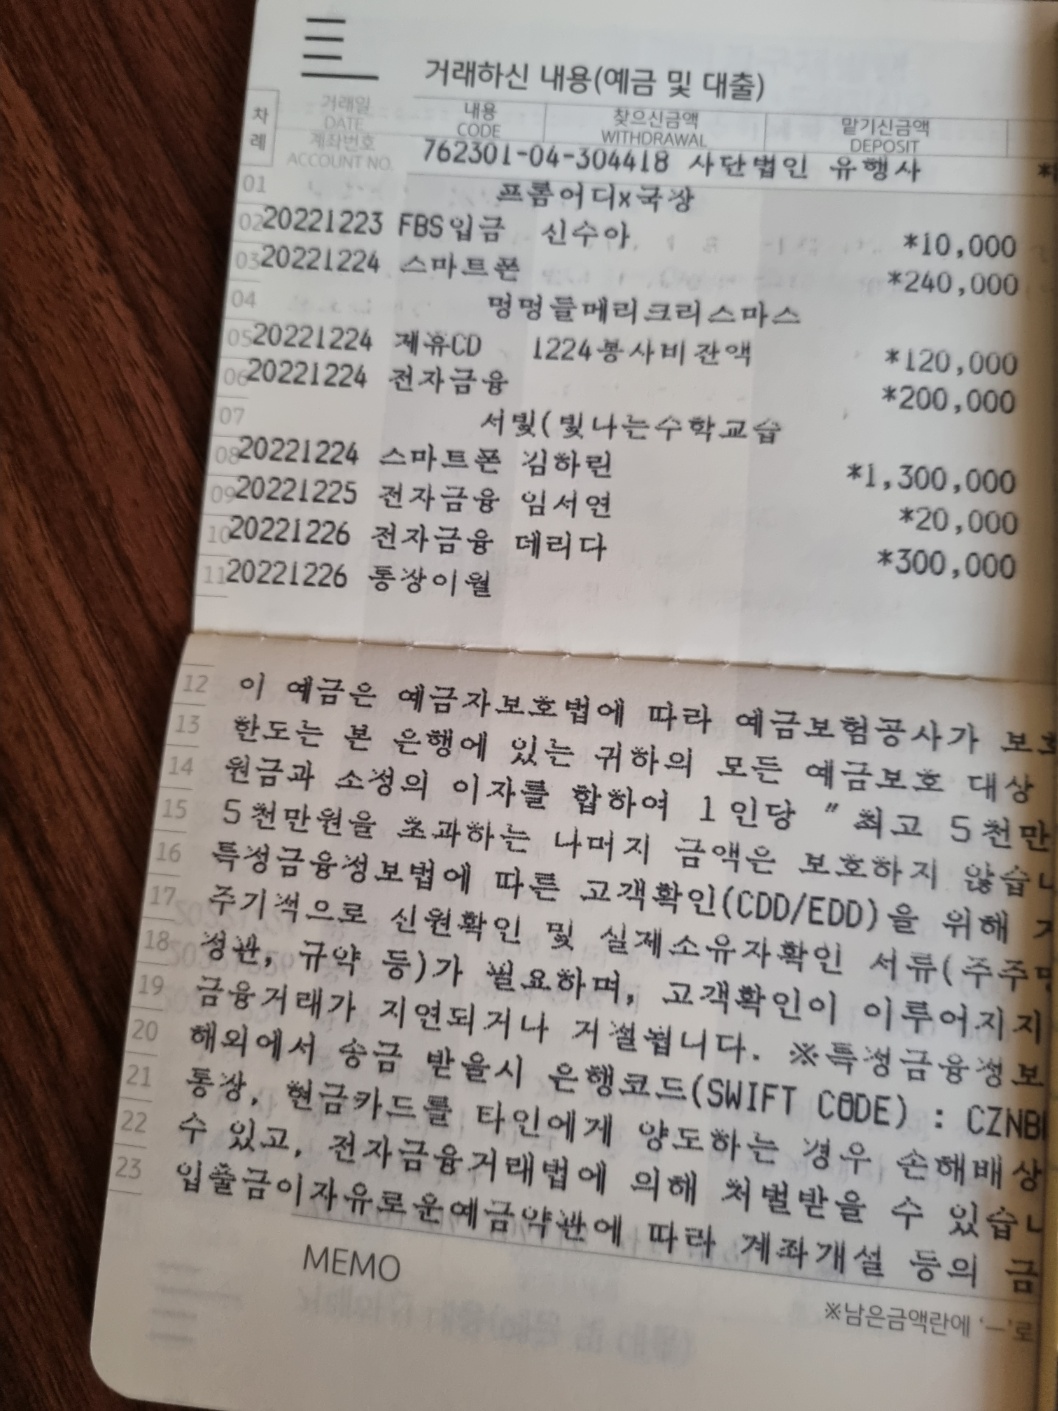 거래하신 내용(예금 및 대출)
차례 거래일 DATE 내용 CODE 찾으신금액 WITHDRAWAL 맡기신금액 DEPOSIT
계좌번호 ACCOUNT NO. 762301-04-304418 사단법인 유행사
01 프롬어디x국장
02 20221223 FBS입금 신수아 *10,000
03 20221224 스마트폰 *240,000
04 멍멍들메리크리스마스
05 20221224 제휴CD 1224봉사비잔액 *120,000
06 20221224 전자금융 *200,000
07 서빛(빛나는수학교습
08 20221224 스마트폰 김하린 *1,300,000
09 20221225 전자금융 임서연 *20,000
10 20221226 전자금융 데리다 *300,000
11 20221226 통장이월
12 이 예금은 예금자보호법에 따라 예금보험공사가 보호
13 한도는 본 은행에 있는 귀하의 모든 예금보호 대상
14 원금과 소정의 이자를 합하여 1인당 "최고 5천만
15 5천만원을 초과하는 나머지 금액은 보호하지 않습니
16 특정금융정보법에 따른 고객확인(CDD/EDD)을 위해
17 주기적으로 신원확인 및 실제소유자확인 서류(주주명
18 정관, 규약 등)가 필요하며, 고객확인이 이루어지지
19 금융거래가 지연되거나 거절됩니다. ※특정금융정보
20 해외에서 송금 받을시 은행코드(SWIFT CODE) : CZNB
21 통장, 현금카드를 타인에게 양도하는 경우 손해배상
22 수 있고, 전자금융거래법에 의해 처벌받을 수 있습니
23 입출금이자유로운예금약관에 따라 계좌개설 등의 금
MEMO
※남은금액란에 '—'로